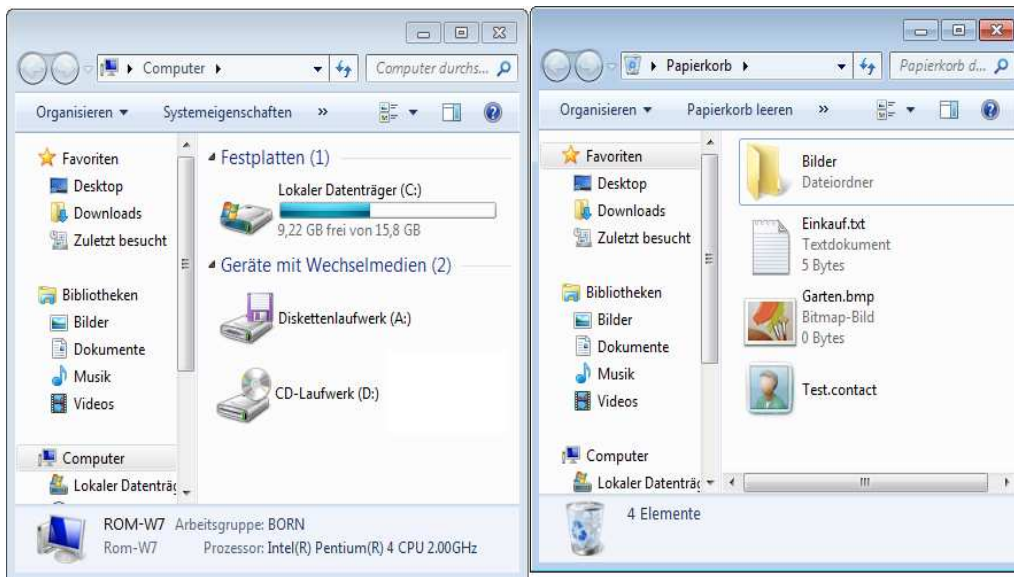 Computer
Computer durchs...
Organisieren
Systemeigenschaften
»
Favoriten
Desktop
Downloads
Zuletzt besucht
Bibliotheken
Bilder
Dokumente
Musik
Videos
Computer
Lokaler Datenträg
Festplatten (1)
Lokaler Datenträger (C:)
9,22 GB frei von 15,8 GB
Geräte mit Wechselmedien (2)
Diskettenlaufwerk (A:)
CD-Laufwerk (D:)
ROM-W7 Arbeitsgruppe: BORN
Rom-W7 Prozessor: Intel(R) Pentium(R) 4 CPU 2.00GHz
Papierkorb
Papierkorb d...
Organisieren
Papierkorb leeren
»
Favoriten
Desktop
Downloads
Zuletzt besucht
Bibliotheken
Bilder
Dokumente
Musik
Videos
Computer
Lokaler Datenträg
Bilder
Dateiordner
Einkauf.txt
Textdokument
5 Bytes
Garten.bmp
Bitmap-Bild
0 Bytes
Test.contact
4 Elemente